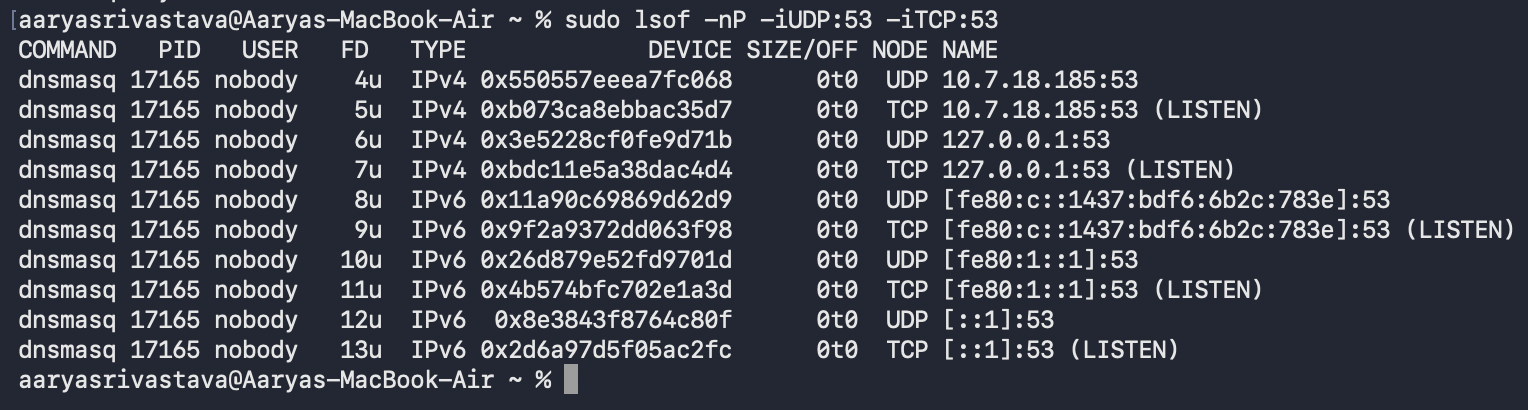 [aaryasrivastava@Aaryas-MacBook-Air ~ % sudo lsof -nP -iUDP:53 -iTCP:53
COMMAND   PID   USER   FD   TYPE             DEVICE SIZE/OFF NODE NAME
dnsmasq 17165 nobody    4u  IPv4 0x550557eeea7fc068      0t0  UDP 10.7.18.185:53
dnsmasq 17165 nobody    5u  IPv4 0xb073ca8ebbac35d7      0t0  TCP 10.7.18.185:53 (LISTEN)
dnsmasq 17165 nobody    6u  IPv4 0x3e5228cf0fe9d71b      0t0  UDP 127.0.0.1:53
dnsmasq 17165 nobody    7u  IPv4 0xbdc11e5a38dac4d4      0t0  TCP 127.0.0.1:53 (LISTEN)
dnsmasq 17165 nobody    8u  IPv6 0x11a90c69869d62d9      0t0  UDP [fe80:c::1437:bdf6:6b2c:783e]:53
dnsmasq 17165 nobody    9u  IPv6 0x9f2a9372dd063f98      0t0  TCP [fe80:c::1437:bdf6:6b2c:783e]:53 (LISTEN)
dnsmasq 17165 nobody   10u  IPv6 0x26d879e52fd9701d      0t0  UDP [fe80:1::1]:53
dnsmasq 17165 nobody   11u  IPv6 0x4b574bfc702e1a3d      0t0  TCP [fe80:1::1]:53 (LISTEN)
dnsmasq 17165 nobody   12u  IPv6  0x8e3843f8764c80f      0t0  UDP [::1]:53
dnsmasq 17165 nobody   13u  IPv6 0x2d6a97d5f05ac2fc      0t0  TCP [::1]:53 (LISTEN)
aaryasrivastava@Aaryas-MacBook-Air ~ %